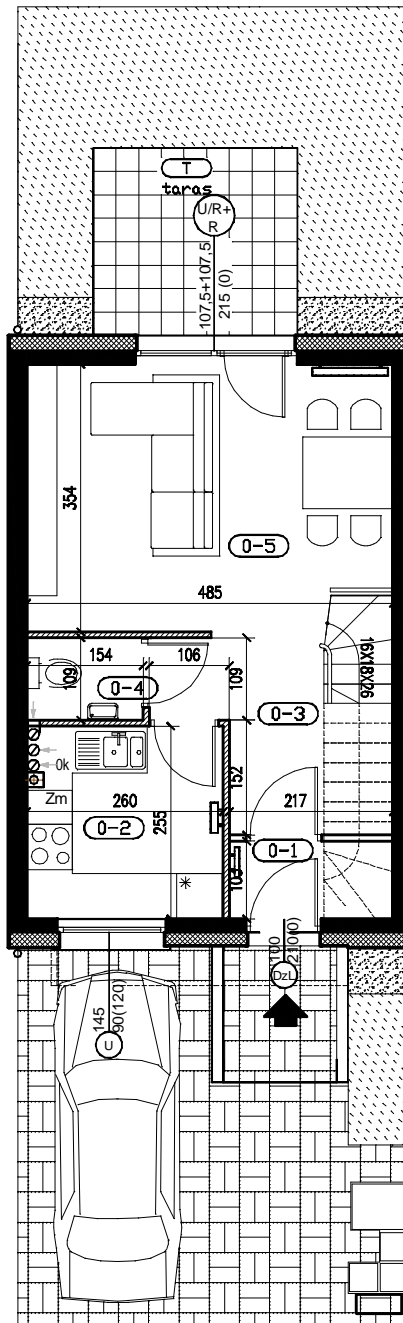 T
taras
U/R+
R
107,5+107,5
215 (0)
354
0-5
485
16X18X26
154
106
109
0-4
109
0-3
0k
152
Zm
260
217
0-2
255
0-1
103
*
100
210(0)
DzL
145
90(120)
U